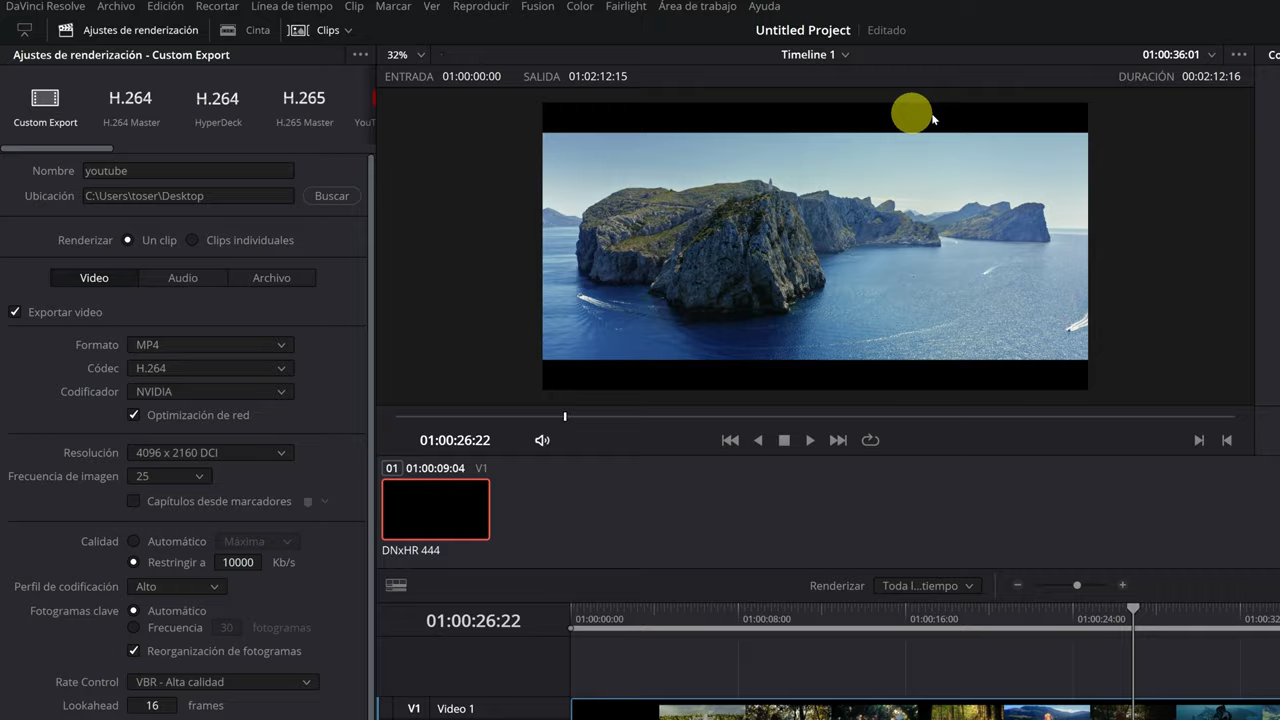 DaVinci Resolve Archivo Edición Recortar Línea de tiempo Clip Marcar Ver Reproducir Fusion Color Fairlight Área de trabajo Ayuda
Ajustes de renderización Cinta Clips Untitled Project Editado
Ajustes de renderización - Custom Export
32% Timeline 1 01:00:36:01
ENTRADA 01:00:00:00 SALIDA 01:02:12:15 DURACIÓN 00:02:12:16
H.264 H.264 H.265
Custom Export H.264 Master HyperDeck H.265 Master
Nombre youtube
Ubicación C:\Users\toser\Desktop Buscar
Renderizar Un clip Clips individuales
Video Audio Archivo
Exportar video
Formato MP4
Códec H.264
Codificador NVIDIA
Optimización de red
Resolución 4096 x 2160 DCI
Frecuencia de imagen 25
Capítulos desde marcadores
Calidad Automático Máxima
Restringir a 10000 Kb/s
Perfil de codificación Alto
Fotogramas clave Automático
Frecuencia 30 fotogramas
Reorganización de fotogramas
Rate Control VBR - Alta calidad
Lookahead 16 frames
01:00:26:22
01 01:00:09:04 V1
DNxHR 444
Renderizar Toda l...tiempo
01:00:26:22
01:00:00:00 01:00:08:00 01:00:16:00 01:00:24:00 01:00:32
V1 Video 1